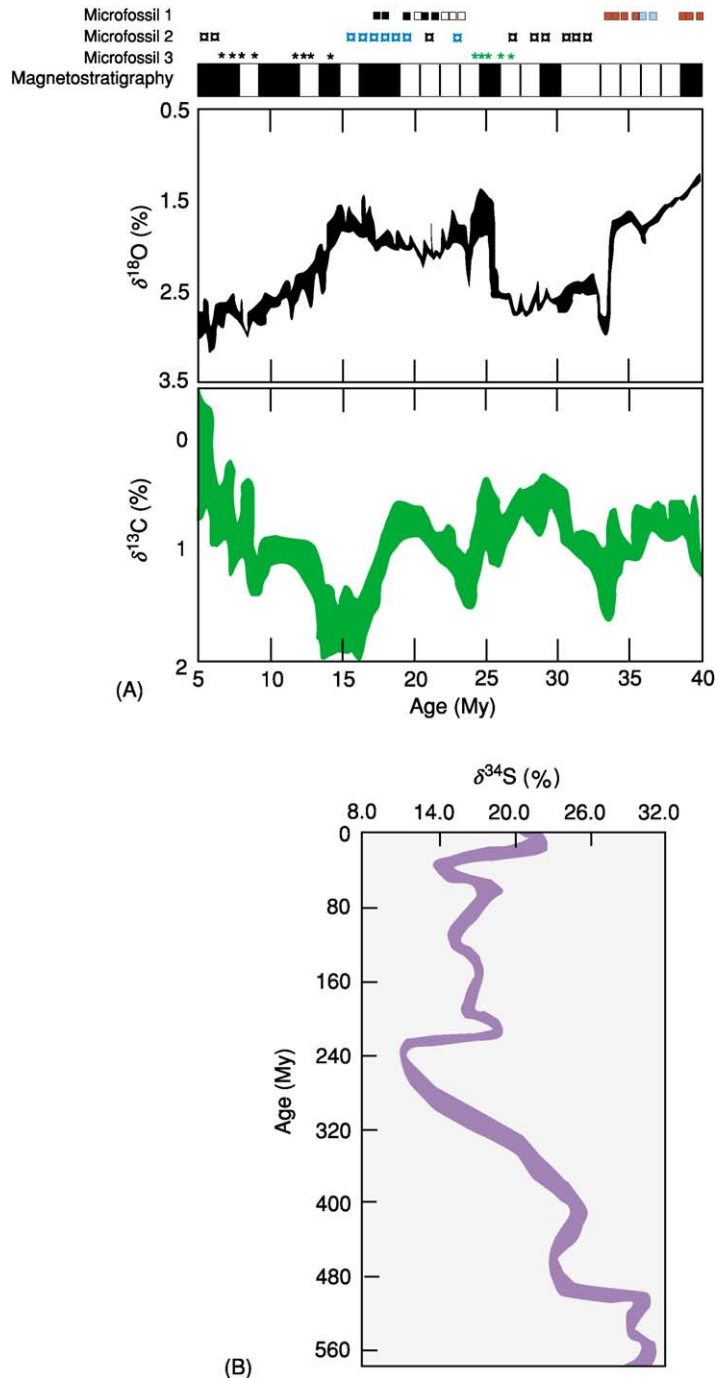 Microfossil 1
Microfossil 2
Microfossil 3
Magnetostratigraphy
0.5
1.5
2.5
3.5
δ18O (%)
0
1
2
δ13C (%)
5 10 15 20 25 30 35 40
(A)
Age (My)
δ34S (%)
8.0 14.0 20.0 26.0 32.0
0
80
160
240
320
400
480
560
Age (My)
(B)